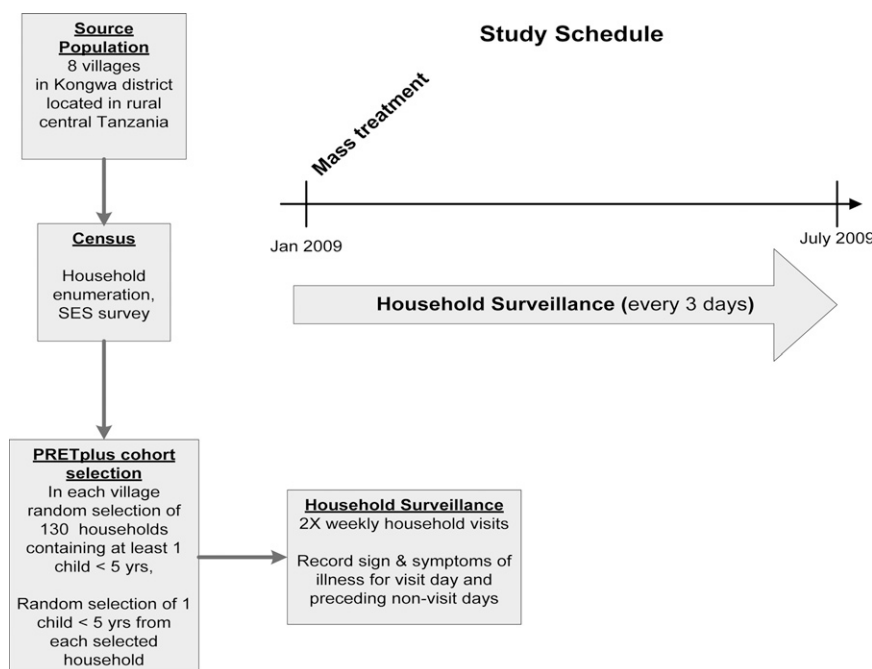 Source
Population
8 villages
in Kongwa district
located in rural
central Tanzania
Study Schedule
Mass treatment
Jan 2009
July 2009
Census
Household
enumeration,
SES survey
Household Surveillance (every 3 days)
PRETplus cohort
selection
In each village
random selection of
130 households
containing at least 1
child < 5 yrs,
Random selection of 1
child < 5 yrs from
each selected
household
Household Surveillance
2X weekly household visits
Record sign & symptoms of
illness for visit day and
preceding non-visit days